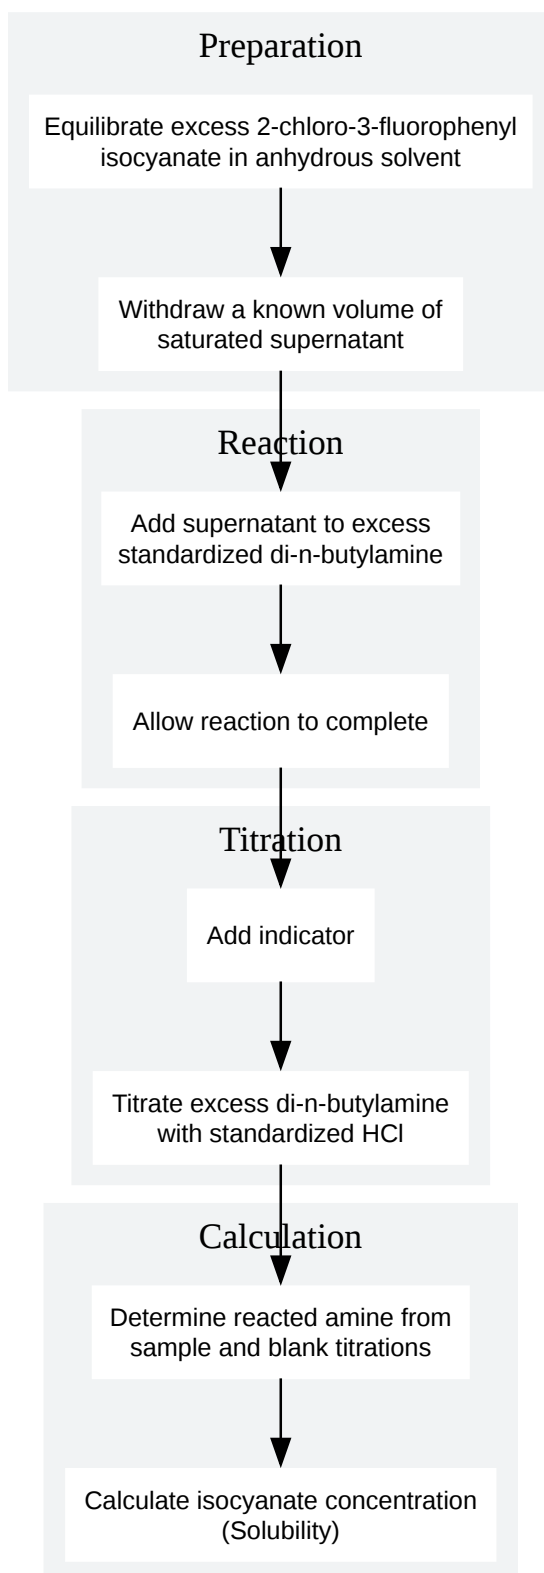 Preparation
Equilibrate excess 2-chloro-3-fluorophenyl
isocyanate in anhydrous solvent
Withdraw a known volume of
saturated supernatant
Reaction
Add supernatant to excess
standardized di-n-butylamine
Allow reaction to complete
Titration
Add indicator
Titrate excess di-n-butylamine
with standardized HCl
Calculation
Determine reacted amine from
sample and blank titrations
Calculate isocyanate concentration
(Solubility)